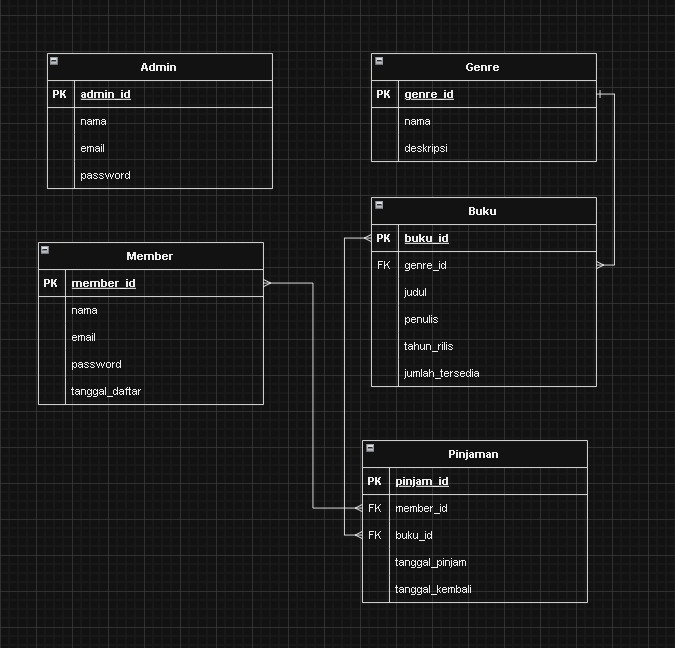 Admin
PK admin_id
nama
email
password
Genre
PK genre_id
nama
deskripsi
Buku
PK buku_id
FK genre_id
judul
penulis
tahun_rilis
jumlah_tersedia
Member
PK member_id
nama
email
password
tanggal_daftar
Pinjaman
PK pinjam_id
FK member_id
FK buku_id
tanggal_pinjam
tanggal_kembali